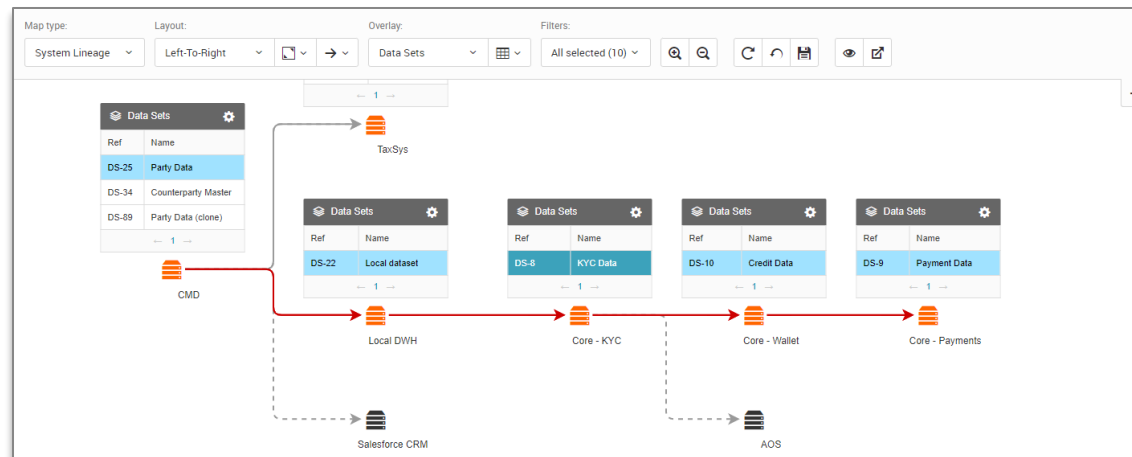 Map type: Layout: Overlay: Filters:
System Lineage Left-To-Right Data Sets All selected (10)
← 1 →
TaxSys
Data Sets
Ref Name
DS-25 Party Data
DS-34 Counterparty Master
DS-89 Party Data (clone)
← 1 →
CMD
Data Sets
Ref Name
DS-22 Local dataset
← 1 →
Local DWH
Data Sets
Ref Name
DS-8 KYC Data
← 1 →
Core - KYC
Data Sets
Ref Name
DS-10 Credit Data
← 1 →
Core - Wallet
Data Sets
Ref Name
DS-9 Payment Data
← 1 →
Core - Payments
Salesforce CRM
AOS